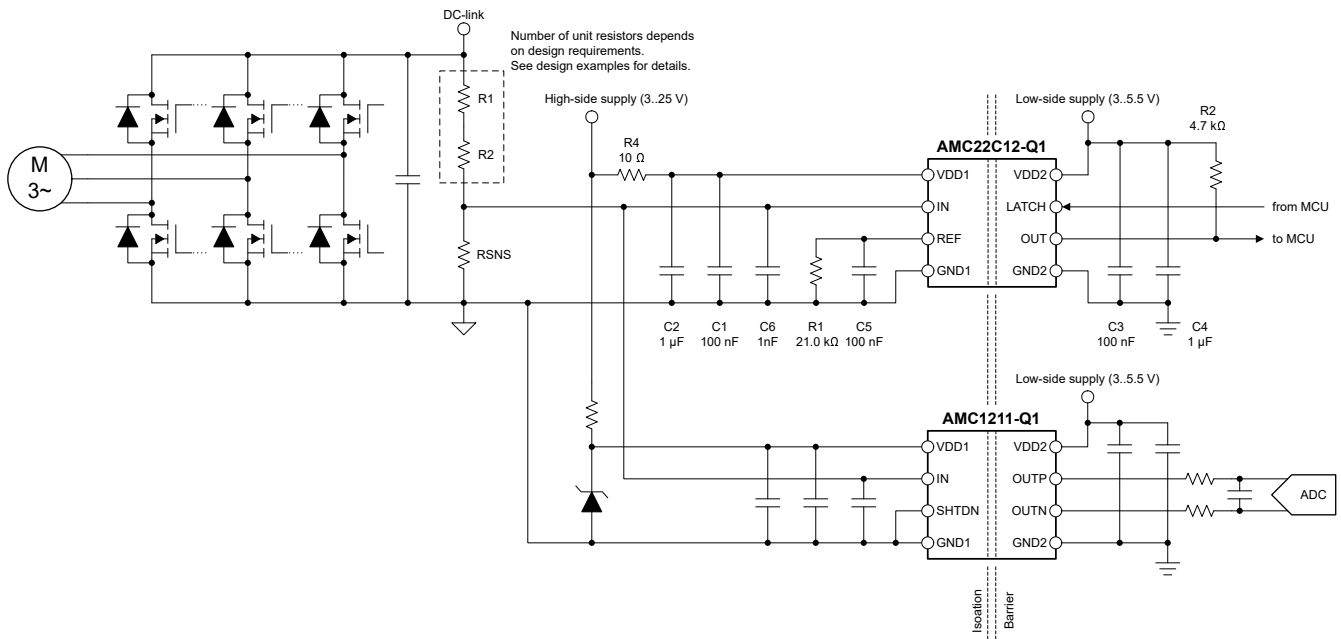 DC-link
Number of unit resistors depends
on design requirements.
See design examples for details.
R1
R2
RSNS
M
3~
High-side supply (3..25 V)
R4
10 Ω
Low-side supply (3..5.5 V)
R2
4.7 kΩ
AMC22C12-Q1
VDD1
VDD2
IN
LATCH
from MCU
REF
OUT
to MCU
GND1
GND2
C2
1 µF
C1
100 nF
C6
1nF
R1
21.0 kΩ
C5
100 nF
C3
100 nF
C4
1 µF
Low-side supply (3..5.5 V)
AMC1211-Q1
VDD1
VDD2
IN
OUTP
SHTDN
OUTN
GND1
GND2
ADC
Isoation
Barrier